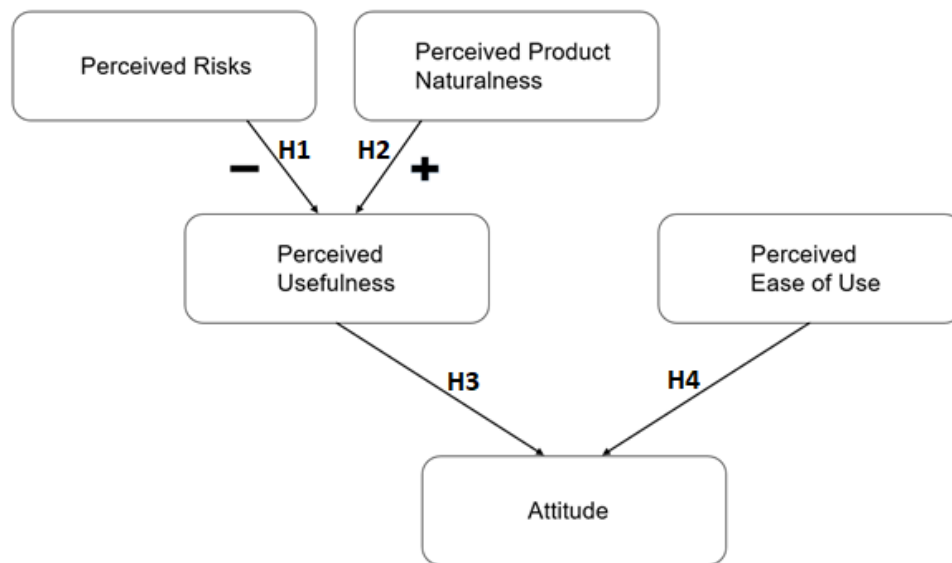 Perceived Risks
Perceived Product
Naturalness
H1
H2
−
+
Perceived
Usefulness
Perceived
Ease of Use
H3
H4
Attitude